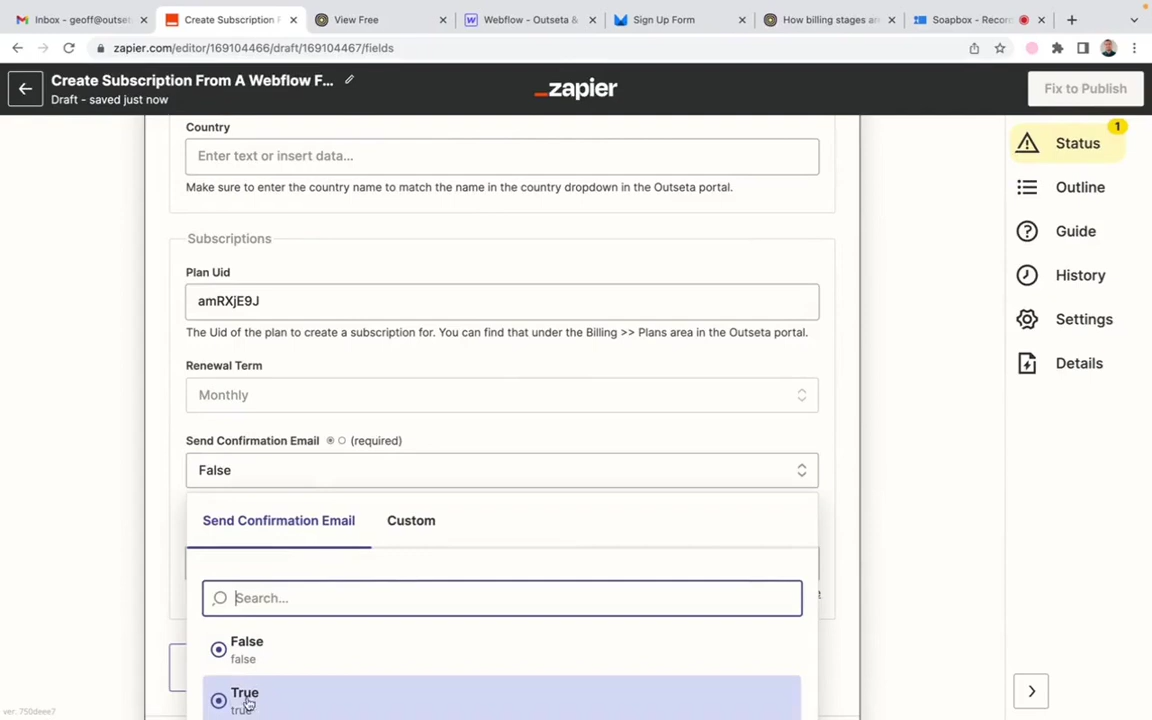 Inbox - geoff@outse
Create Subscription F
View Free
Webflow - Outseta &
Sign Up Form
How billing stages are
Soapbox - Recor
zapier.com/editor/169104466/draft/169104467/fields
Create Subscription From A Webflow F...
Draft - saved just now
_zapier
Fix to Publish
Country
Enter text or insert data...
Make sure to enter the country name to match the name in the country dropdown in the Outseta portal.
Subscriptions
Plan Uid
amRXjE9J
The Uid of the plan to create a subscription for. You can find that under the Billing >> Plans area in the Outseta portal.
Renewal Term
Monthly
Send Confirmation Email (required)
False
Send Confirmation Email
Custom
Search...
False
false
True
true
1
Status
Outline
Guide
History
Settings
Details
ver. 750deee7